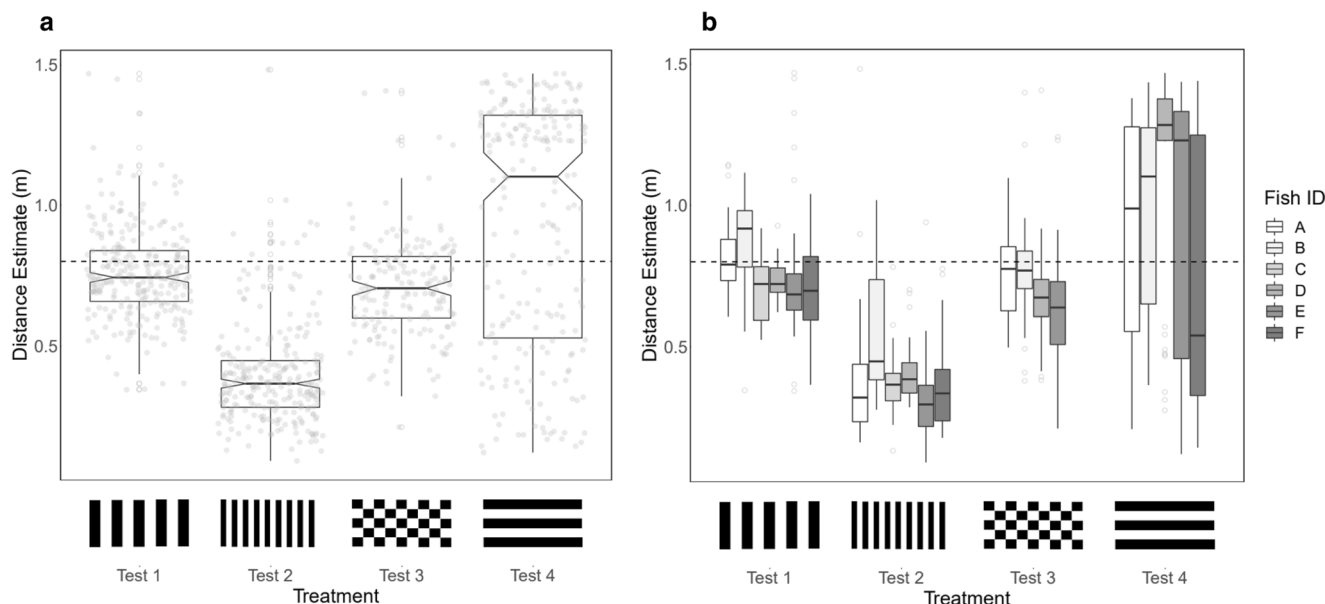 a
1.5
1.0
0.5
Distance Estimate (m)
Test 1 Test 2 Test 3 Test 4
Treatment
b
1.5
1.0
0.5
Distance Estimate (m)
Test 1 Test 2 Test 3 Test 4
Treatment
Fish ID
A
B
C
D
E
F